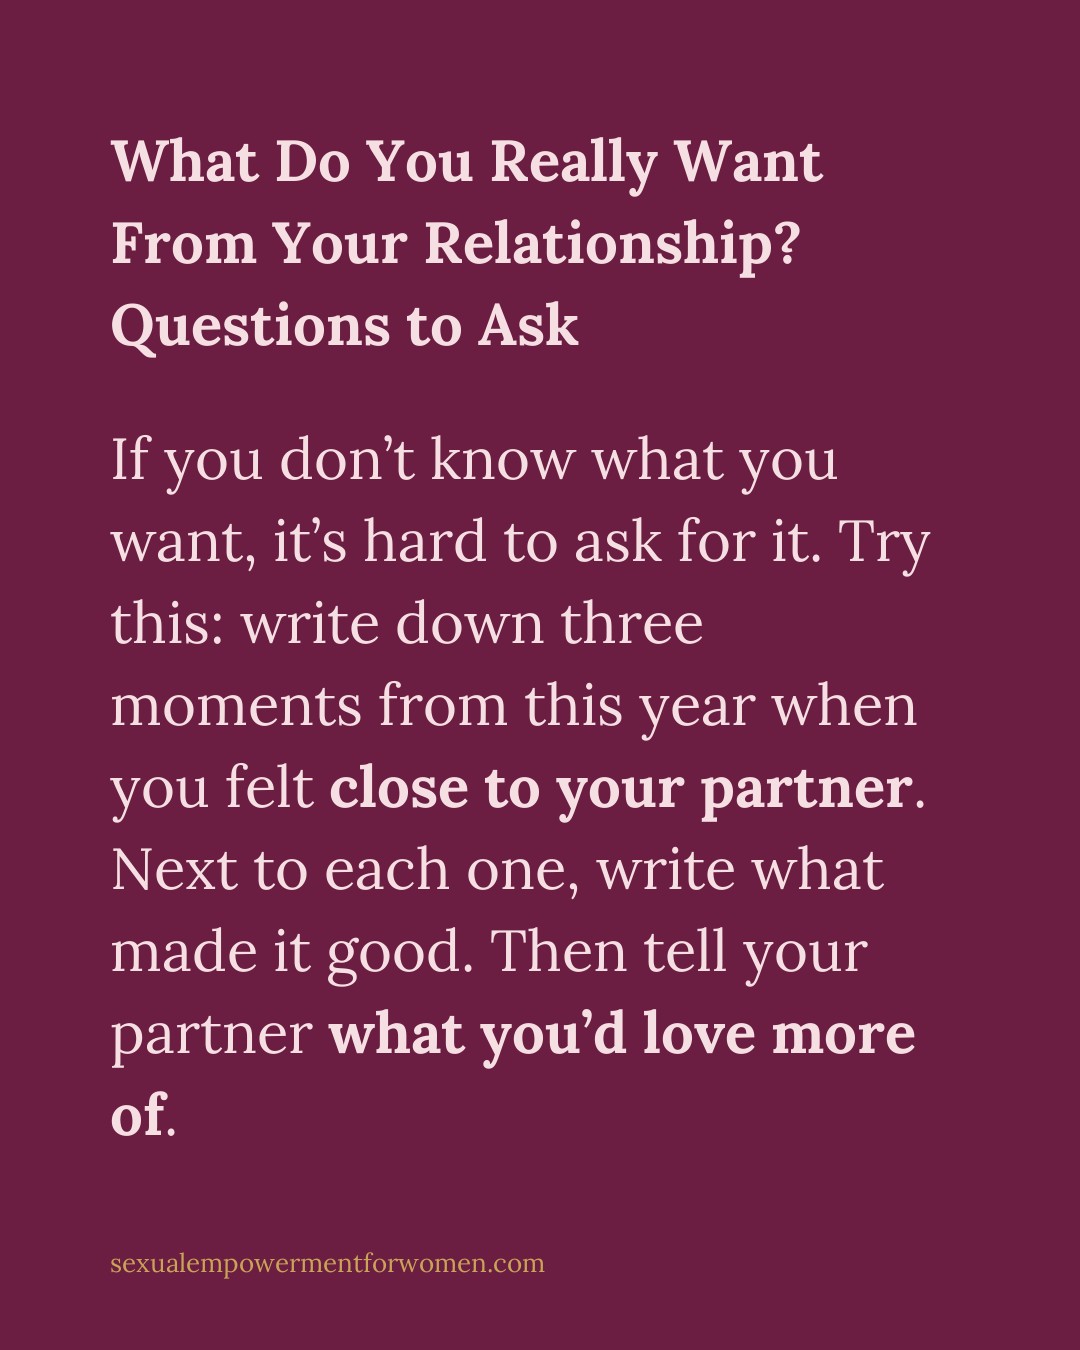 What Do You Really Want
From Your Relationship?
Questions to Ask
If you don’t know what you
want, it’s hard to ask for it. Try
this: write down three
moments from this year when
you felt close to your partner.
Next to each one, write what
made it good. Then tell your
partner what you’d love more
of.
sexualempowermentforwomen.com